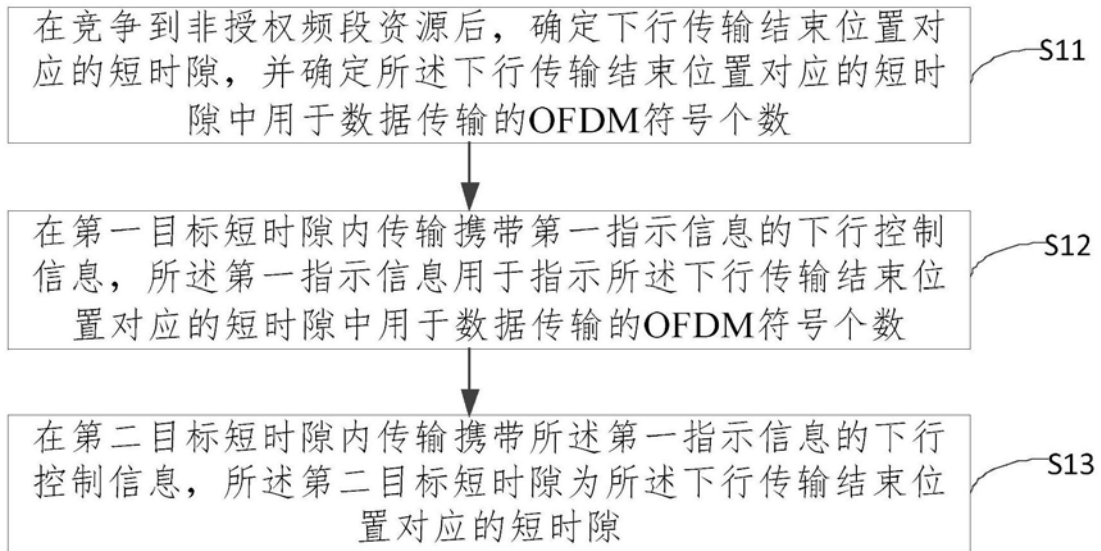 在竞争到非授权频段资源后，确定下行传输结束位置对
应的短时隙，并确定所述下行传输结束位置对应的短时
隙中用于数据传输的OFDM符号个数
S11
在第一目标短时隙内传输携带第一指示信息的下行控制
信息，所述第一指示信息用于指示所述下行传输结束位
置对应的短时隙中用于数据传输的OFDM符号个数
S12
在第二目标短时隙内传输携带所述第一指示信息的下行
控制信息，所述第二目标短时隙为所述下行传输结束位
置对应的短时隙
S13